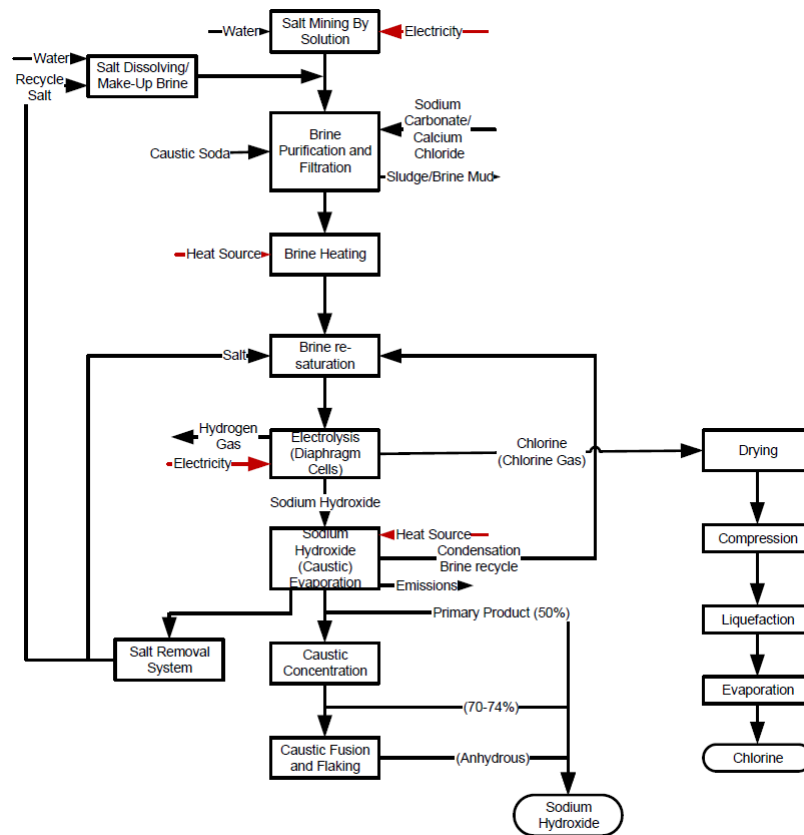 Salt Mining By
Solution
Water
Electricity
Water
Salt Dissolving/
Make-Up Brine
Recycle
Salt
Sodium
Carbonate/
Calcium
Chloride
Brine
Purification and
Filtration
Caustic Soda
Sludge/Brine Mud
Heat Source
Brine Heating
Salt
Brine re-
saturation
Hydrogen
Gas
Electrolysis
(Diaphragm
Cells)
Electricity
Chlorine
(Chlorine Gas)
Drying
Sodium Hydroxide
Sodium
Hydroxide
(Caustic)
Evaporation
Heat Source
Condensation
Brine recycle
Emissions
Compression
Primary Product (50%)
Liquefaction
Salt Removal
System
Caustic
Concentration
Evaporation
(70-74%)
Caustic Fusion
and Flaking
(Anhydrous)
Chlorine
Sodium
Hydroxide